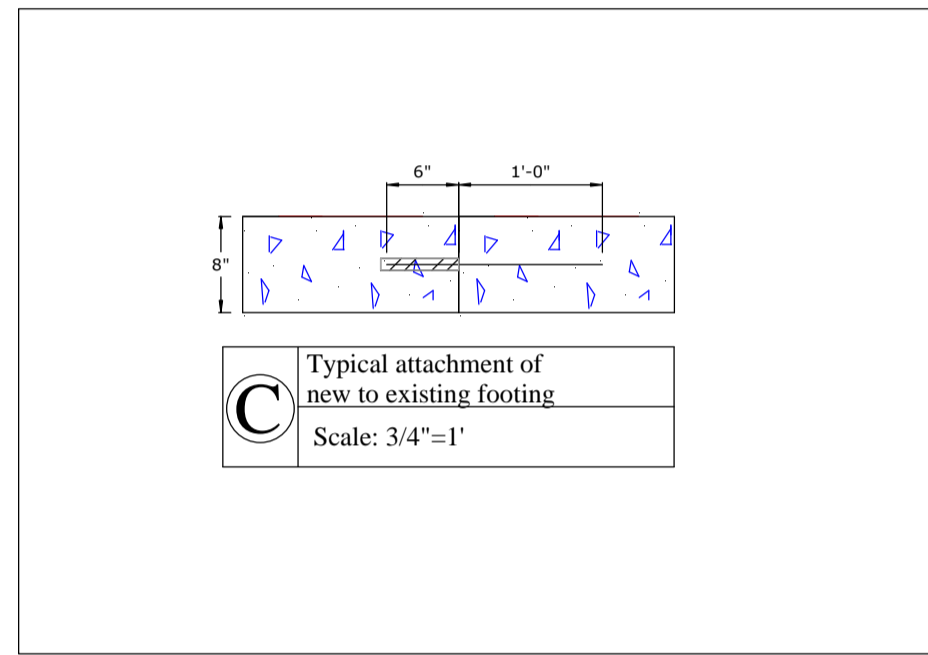 6" 1'-0"
8"
C
Typical attachment of
new to existing footing
Scale: 3/4"=1'